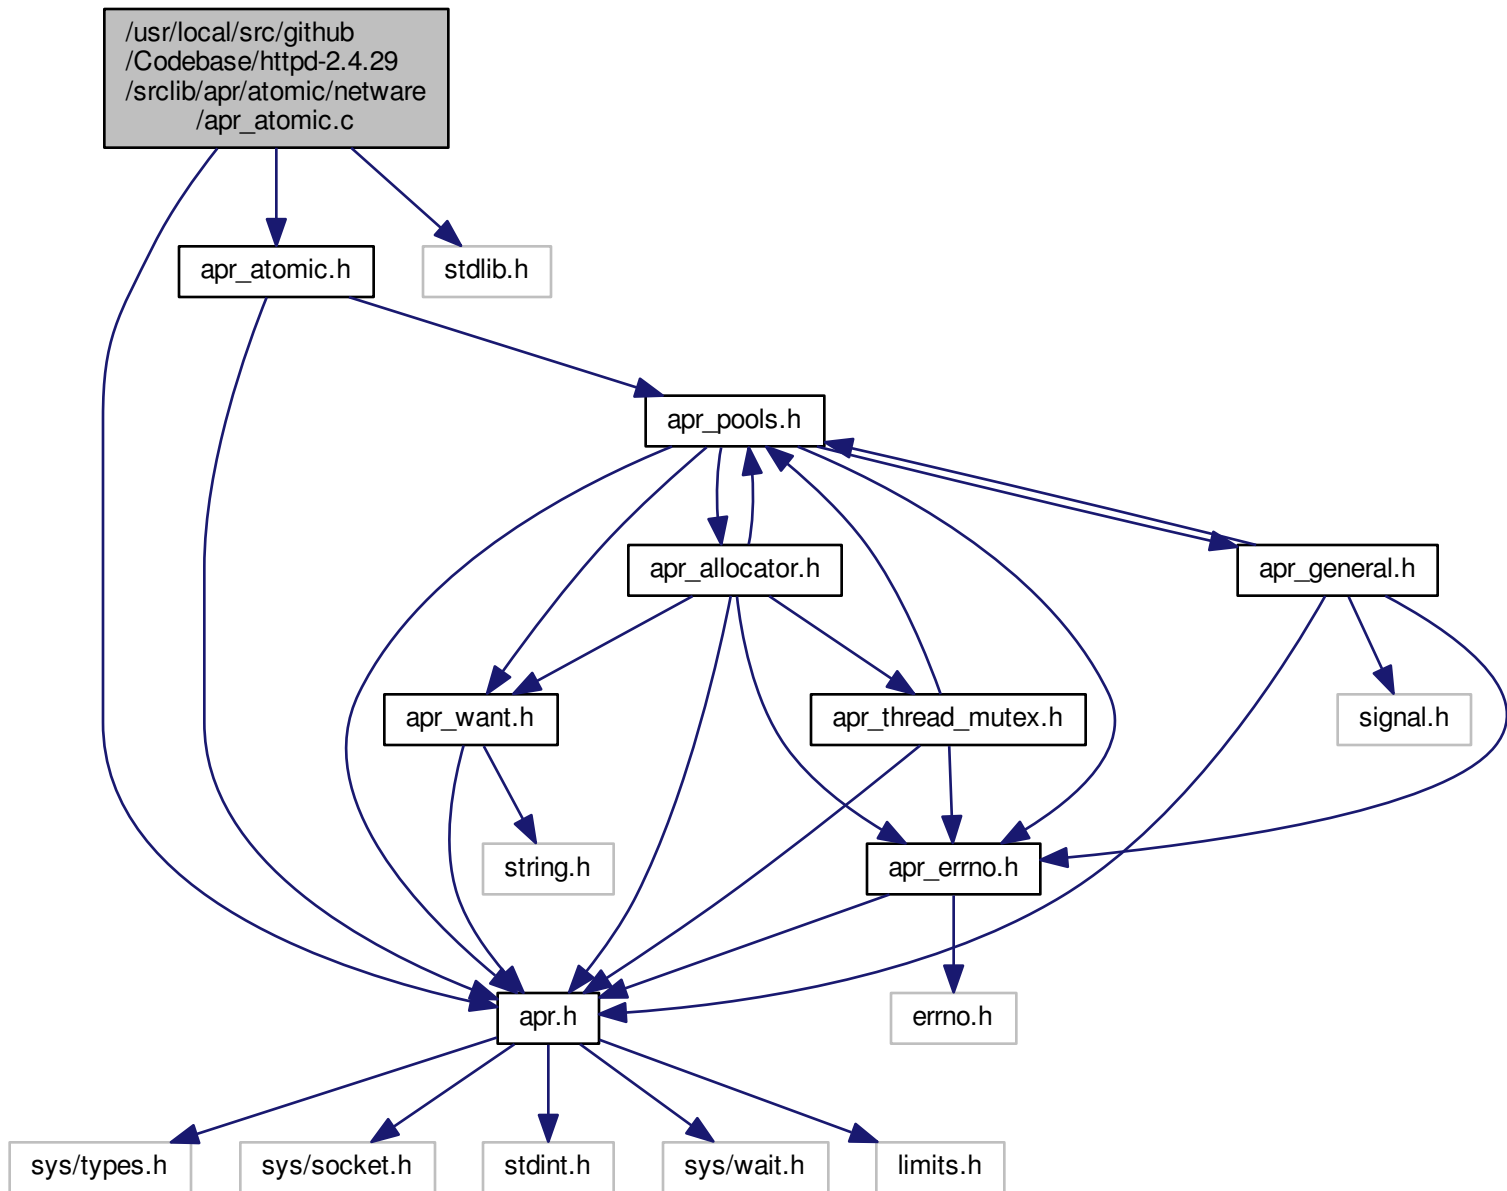 /usr/local/src/github
/Codebase/httpd-2.4.29
/srclib/apr/atomic/netware
/apr_atomic.c
apr_atomic.h
stdlib.h
apr_pools.h
apr_allocator.h
apr_general.h
apr_want.h
apr_thread_mutex.h
signal.h
string.h
apr_errno.h
apr.h
errno.h
sys/types.h
sys/socket.h
stdint.h
sys/wait.h
limits.h